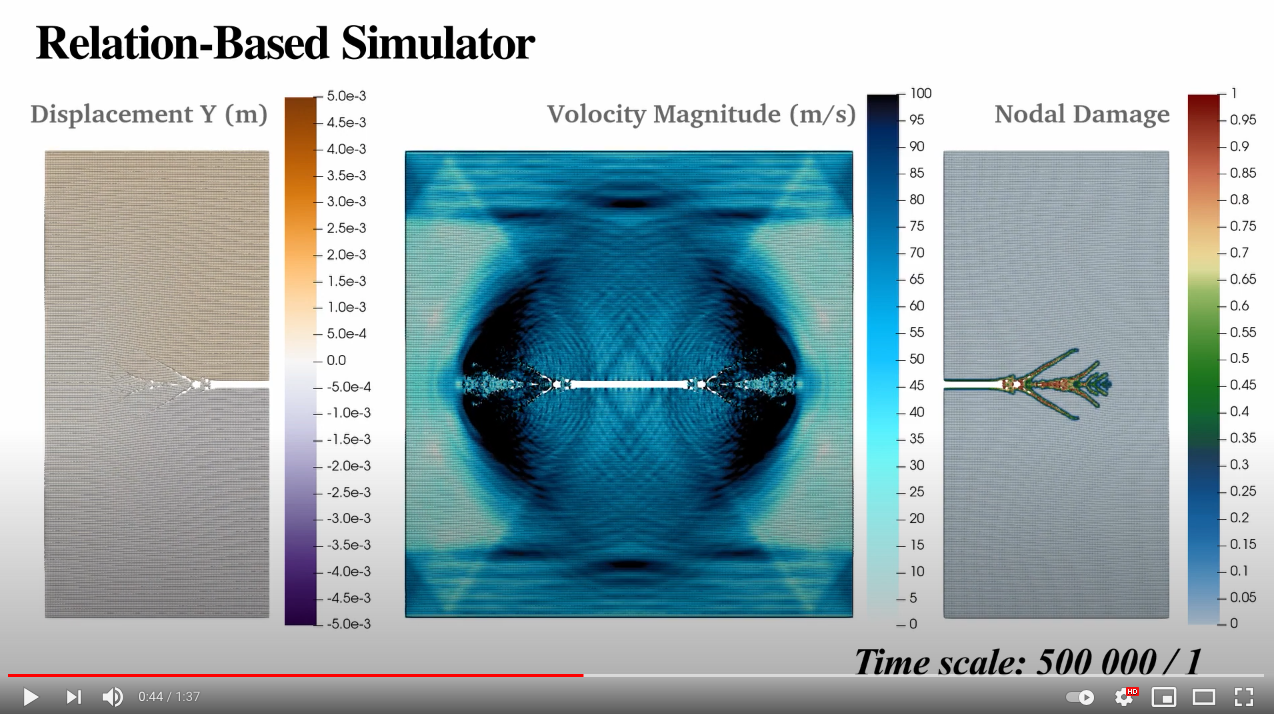 Relation-Based Simulator
Displacement Y (m)
5.0e-3
4.5e-3
4.0e-3
3.5e-3
3.0e-3
2.5e-3
2.0e-3
1.5e-3
1.0e-3
5.0e-4
0.0
-5.0e-4
-1.0e-3
-1.5e-3
-2.0e-3
-2.5e-3
-3.0e-3
-3.5e-3
-4.0e-3
-4.5e-3
-5.0e-3
Volocity Magnitude (m/s)
100
95
90
85
80
75
70
65
60
55
50
45
40
35
30
25
20
15
10
5
0
Nodal Damage
1
0.95
0.9
0.85
0.8
0.75
0.7
0.65
0.6
0.55
0.5
0.45
0.4
0.35
0.3
0.25
0.2
0.15
0.1
0.05
0
Time scale: 500 000 / 1
0:44 / 1:37
HD